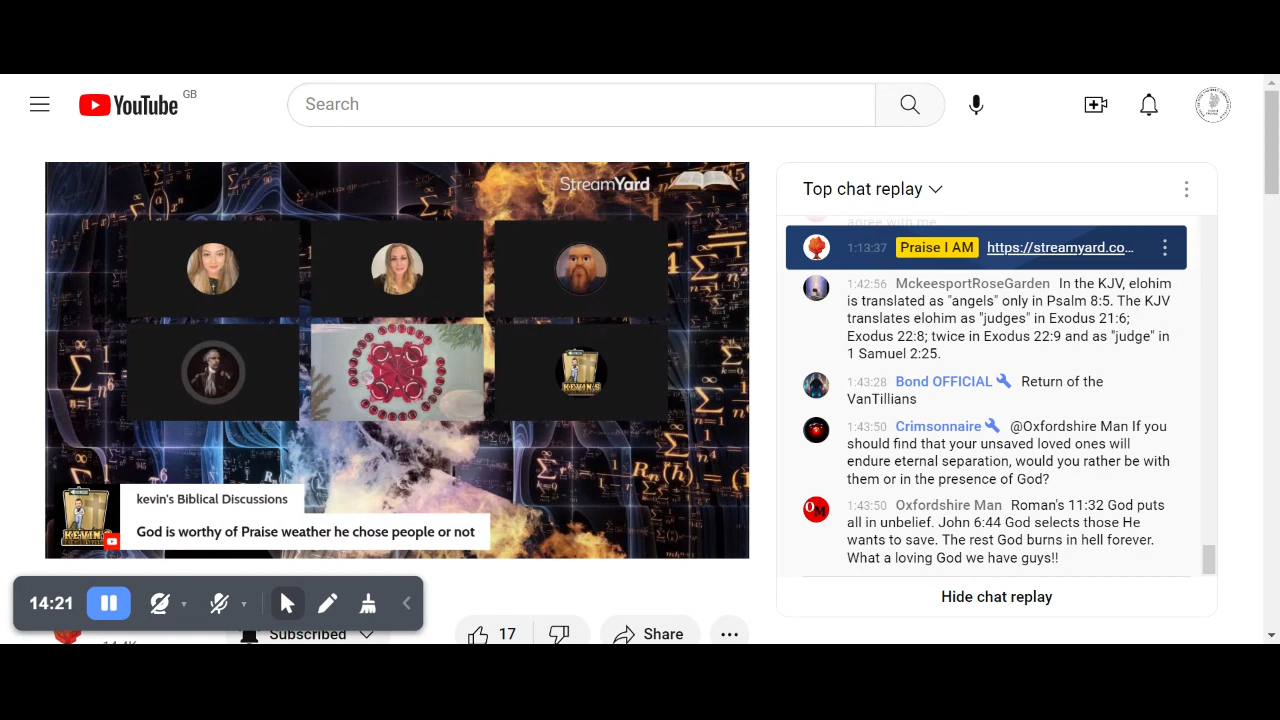 YouTube GB
Search
StreamYard
kevin's Biblical Discussions
God is worthy of Praise weather he chose people or not
KEVIN'S
Top chat replay
agree with me
1:13:37 Praise I AM https://streamyard.co...
1:42:56 MckeesportRoseGarden In the KJV, elohim
is translated as "angels" only in Psalm 8:5. The KJV
translates elohim as "judges" in Exodus 21:6;
Exodus 22:8; twice in Exodus 22:9 and as "judge" in
1 Samuel 2:25.
1:43:28 Bond OFFICIAL Return of the
VanTillians
1:43:50 Crimsonnaire @Oxfordshire Man If you
should find that your unsaved loved ones will
endure eternal separation, would you rather be with
them or in the presence of God?
OM
1:43:50 Oxfordshire Man Roman's 11:32 God puts
all in unbelief. John 6:44 God selects those He
wants to save. The rest God burns in hell forever.
What a loving God we have guys!!
Hide chat replay
14:21
Subscribed
17
Share